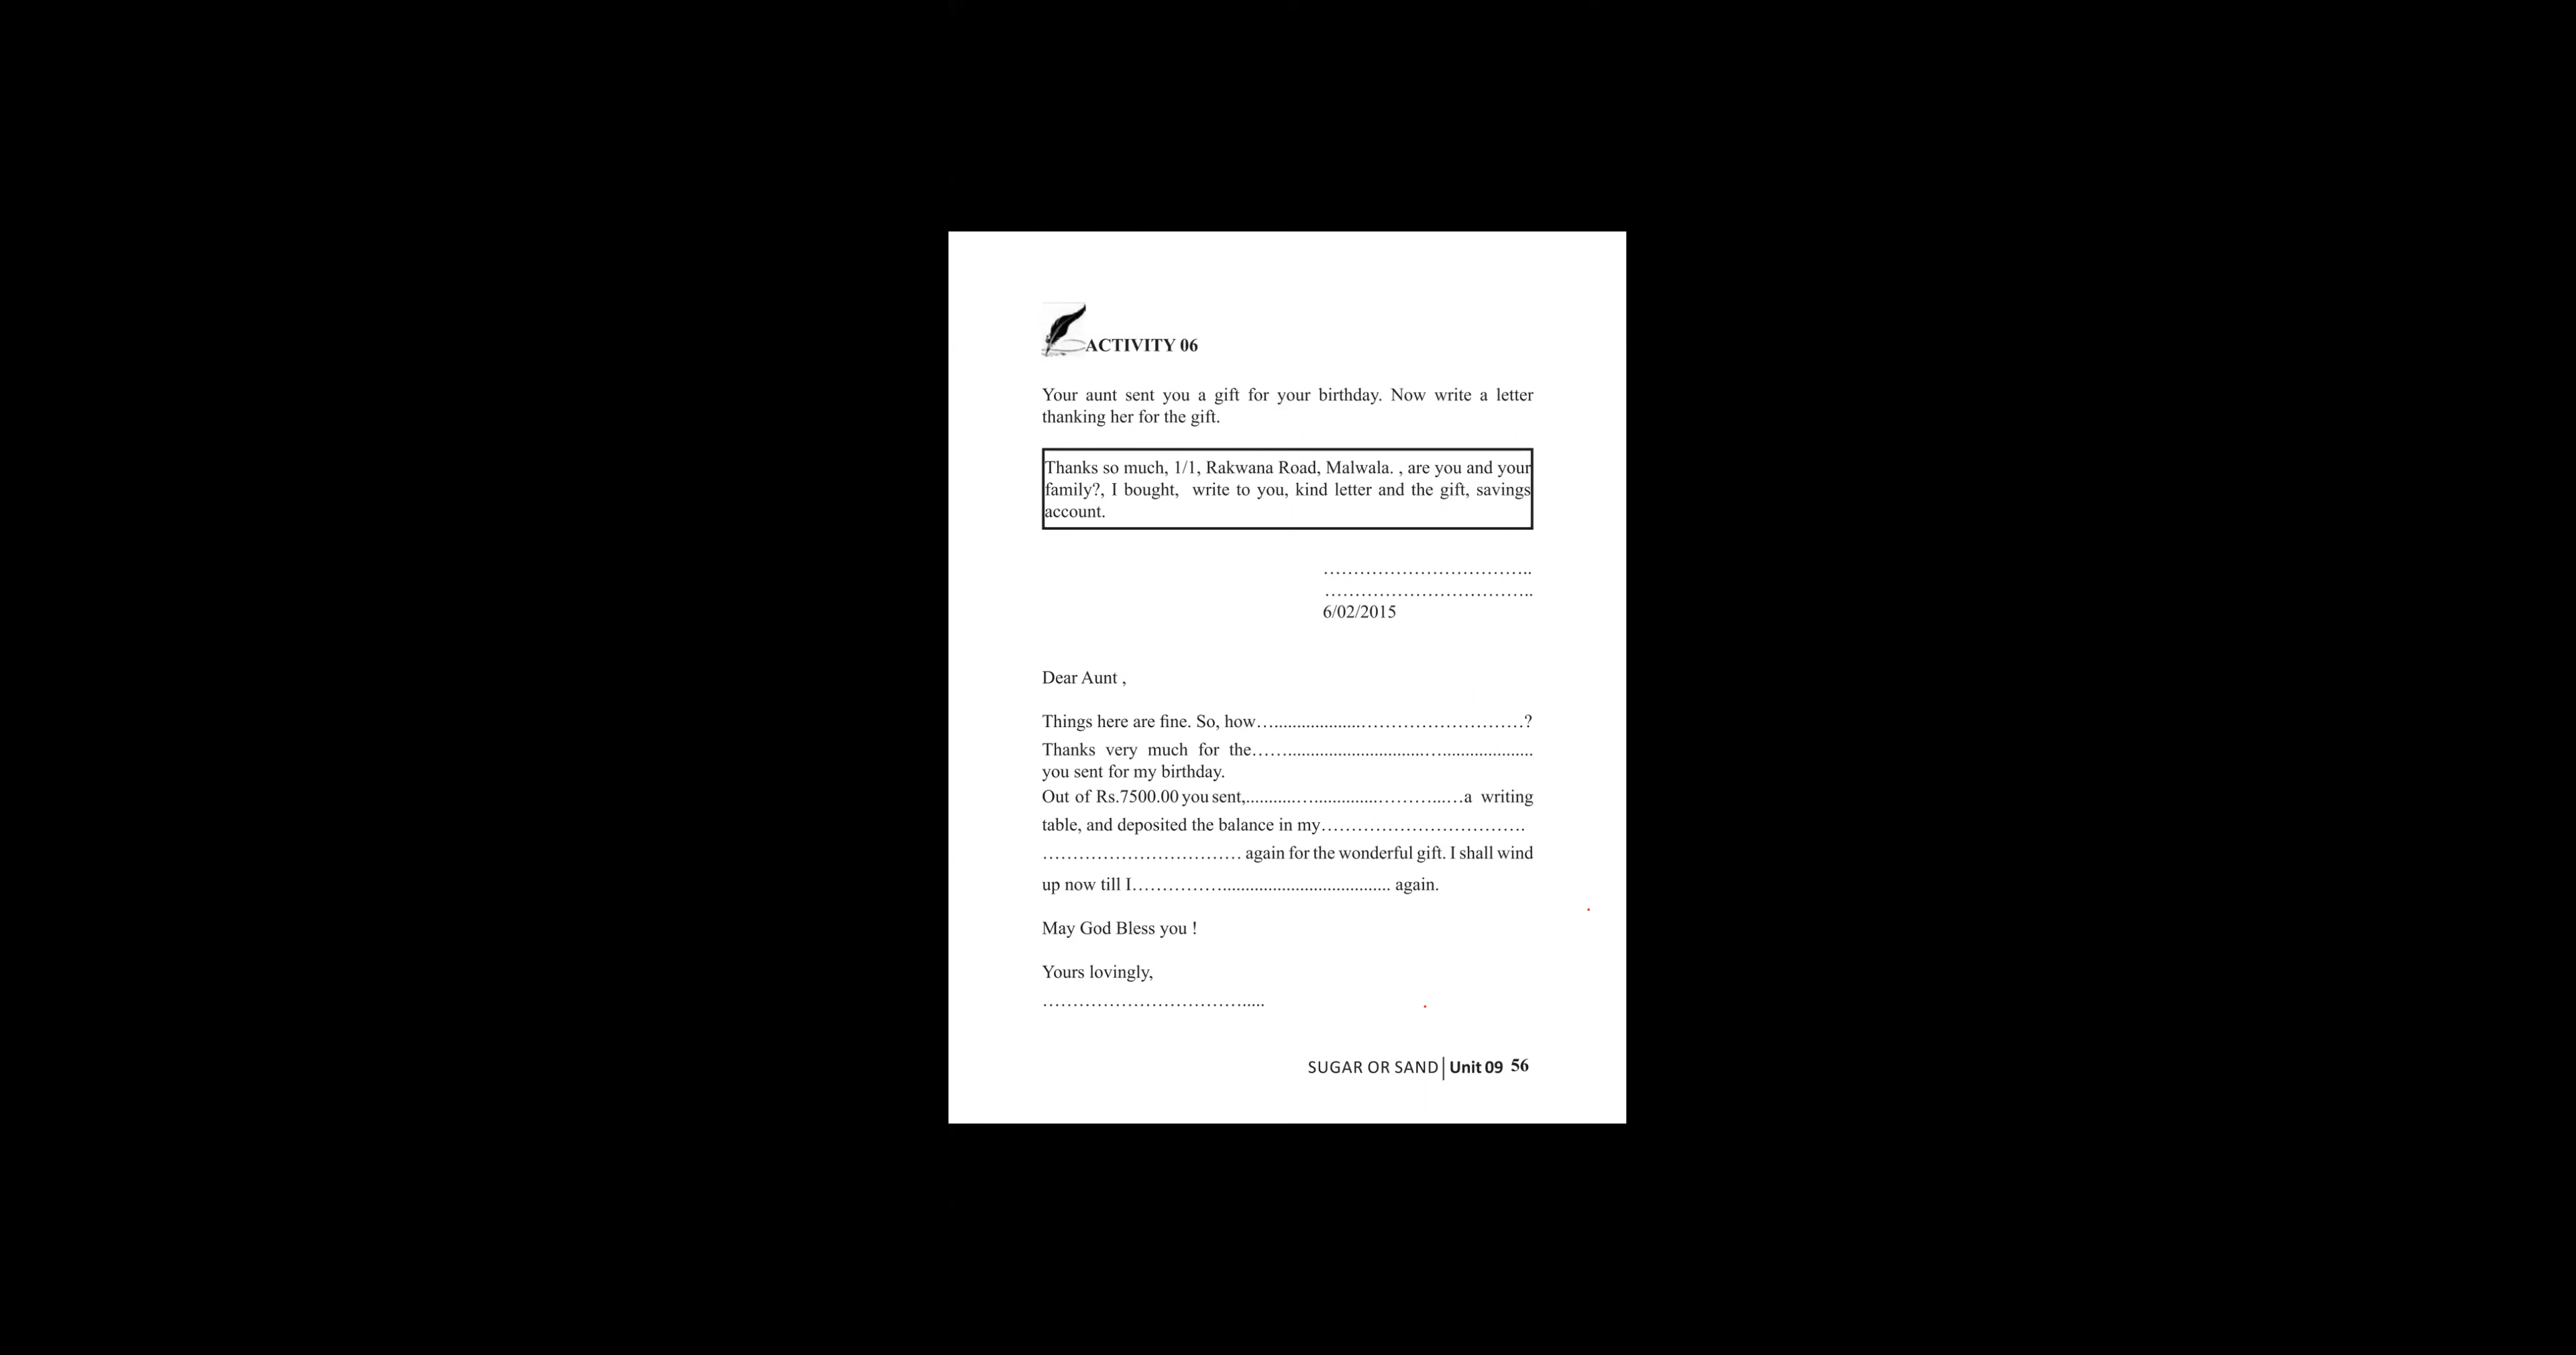 ACTIVITY 06
Your aunt sent you a gift for your birthday. Now write a letter
thanking her for the gift.
Thanks so much, 1/1, Rakwana Road, Malwala. , are you and your
family?, I bought, write to you, kind letter and the gift, savings
account.
………………………………..
………………………………..
6/02/2015
Dear Aunt ,
Things here are fine. So, how…...................………………………?
Thanks very much for the……..............................…....................
you sent for my birthday.
Out of Rs.7500.00 you sent,...........…..............………...…a writing
table, and deposited the balance in my…………………………….
…………………………… again for the wonderful gift. I shall wind
up now till I……………..................................... again.
May God Bless you !
Yours lovingly,
…………………………….....
SUGAR OR SAND| Unit 09 56